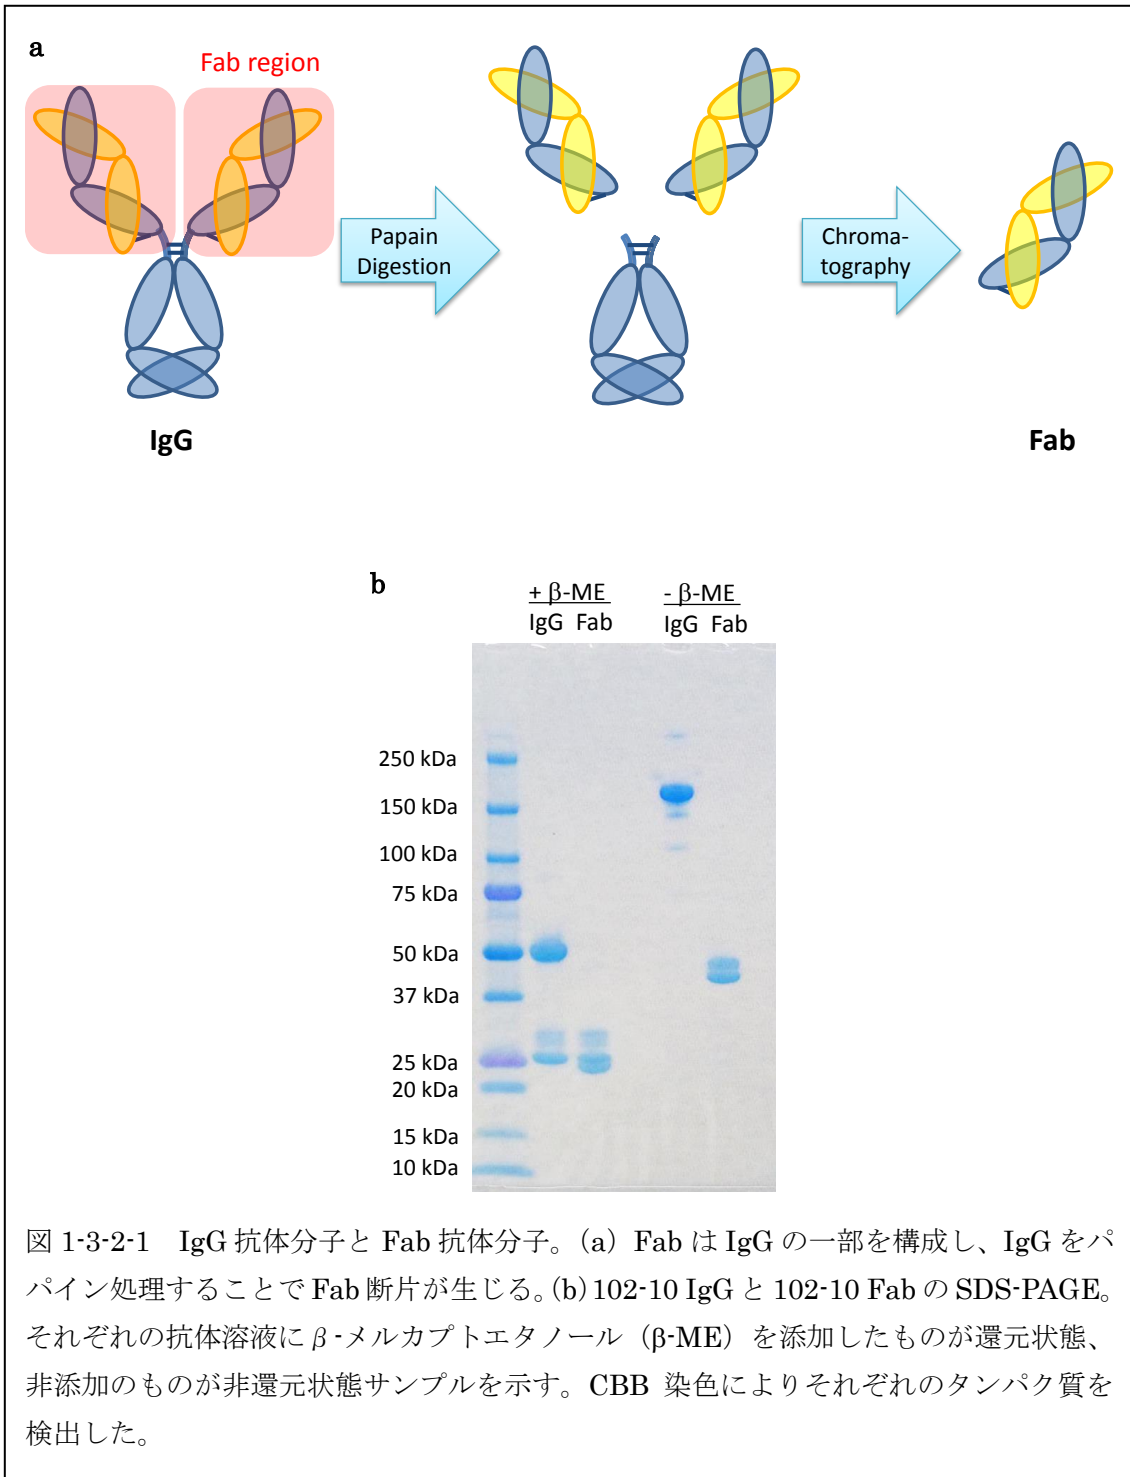 a
Fab region
Papain
Digestion
Chroma-
tography
IgG
Fab
b
+ β-ME
- β-ME
IgG Fab
IgG Fab
250 kDa
150 kDa
100 kDa
75 kDa
50 kDa
37 kDa
25 kDa
20 kDa
15 kDa
10 kDa
図 1-3-2-1 IgG 抗体分子と Fab 抗体分子。(a) Fab は IgG の一部を構成し、IgG をパ
パイン処理することで Fab 断片が生じる。(b) 102-10 IgG と 102-10 Fab の SDS-PAGE。
それぞれの抗体溶液にβ-メルカプトエタノール（β-ME）を添加したものが還元状態、
非添加のものが非還元状態サンプルを示す。CBB 染色によりそれぞれのタンパク質を
検出した。